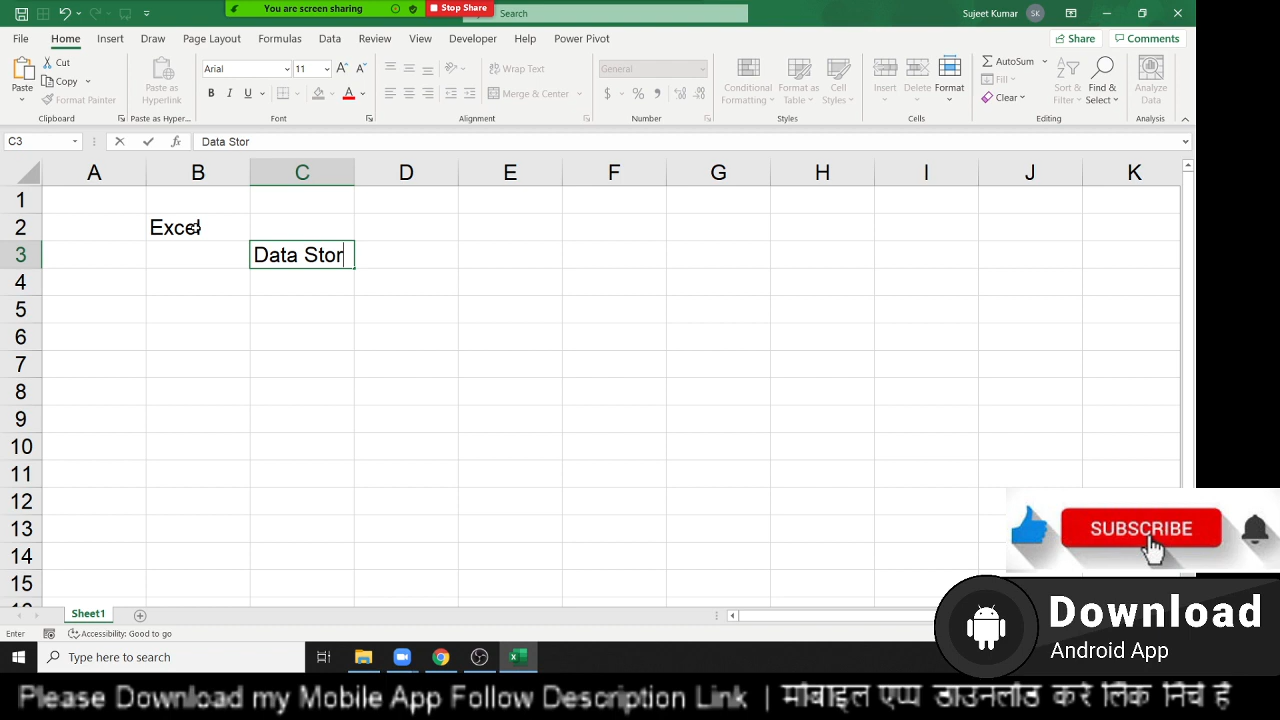 You are screen sharing
Stop Share
Search
Sujeet Kumar
SK
File Home Insert Draw Page Layout Formulas Data Review View Developer Help Power Pivot
Share
Comments
Paste
Cut
Copy
Format Painter
Clipboard
Paste as Hyperlink
Paste as Hyper...
Arial 11
B I U
Font
Wrap Text
Merge & Center
Alignment
General
$ % ,
Number
Conditional Formatting
Format as Table
Cell Styles
Styles
Insert
Delete
Format
Cells
AutoSum
Fill
Clear
Sort & Filter
Find & Select
Editing
Analyze Data
Analysis
C3
fx
Data Stor
A B C D E F G H I J K
1
2 Excel
3 Data Stor
4
5
6
7
8
9
10
11
12
13
14
15
SUBSCRIBE
Download
Android App
Sheet1
Enter
Accessibility: Good to go
Type here to search
Please Download my Mobile App Follow Description Link | मोबाइल एप्प डाउनलोड करे लिंक निचे हैं